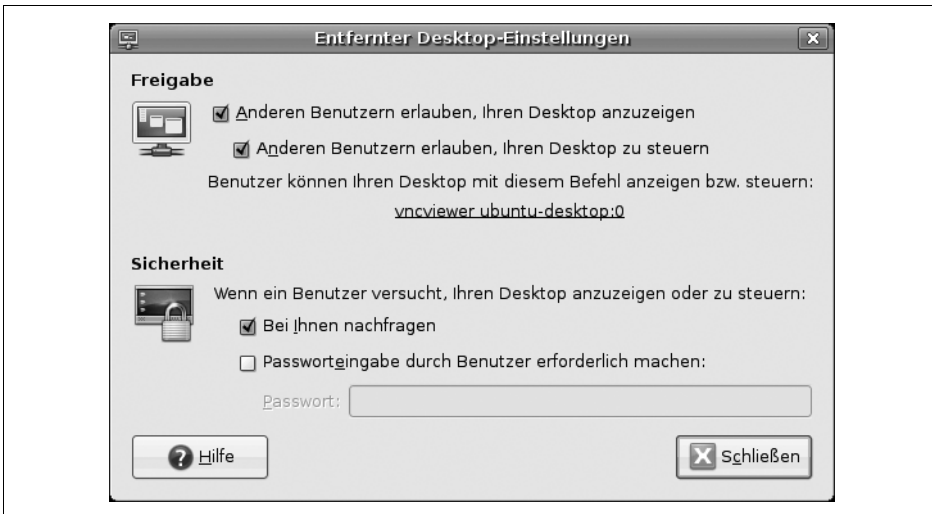 Entfernter Desktop-Einstellungen
Freigabe
Anderen Benutzern erlauben, Ihren Desktop anzuzeigen
Anderen Benutzern erlauben, Ihren Desktop zu steuern
Benutzer können Ihren Desktop mit diesem Befehl anzeigen bzw. steuern:
vncviewer ubuntu-desktop:0
Sicherheit
Wenn ein Benutzer versucht, Ihren Desktop anzuzeigen oder zu steuern:
Bei Ihnen nachfragen
Passworteingabe durch Benutzer erforderlich machen:
Passwort:
Hilfe
Schließen